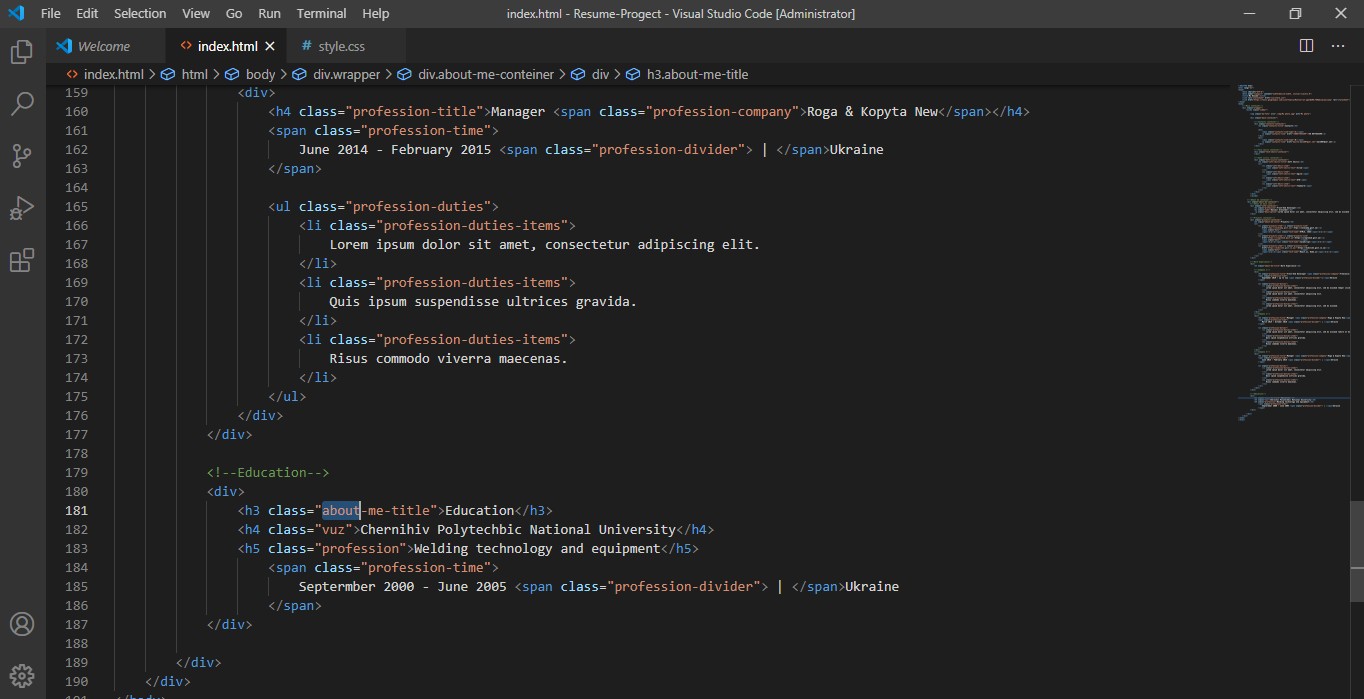 File Edit Selection View Go Run Terminal Help index.html - Resume-Progect - Visual Studio Code [Administrator]
Welcome <> index.html # style.css
<> index.html > html > body > div.wrapper > div.about-me-conteiner > div > h3.about-me-title
159 <div>
160 <h4 class="profession-title">Manager <span class="profession-company">Roga & Kopyta New</span></h4>
161 <span class="profession-time">
162 June 2014 - February 2015 <span class="profession-divider"> | </span>Ukraine
163 </span>
164
165 <ul class="profession-duties">
166 <li class="profession-duties-items">
167 Lorem ipsum dolor sit amet, consectetur adipiscing elit.
168 </li>
169 <li class="profession-duties-items">
170 Quis ipsum suspendisse ultrices gravida.
171 </li>
172 <li class="profession-duties-items">
173 Risus commodo viverra maecenas.
174 </li>
175 </ul>
176 </div>
177 </div>
178
179 <!--Education-->
180 <div>
181 <h3 class="about-me-title">Education</h3>
182 <h4 class="vuz">Chernihiv Polytechbic National University</h4>
183 <h5 class="profession">Welding technology and equipment</h5>
184 <span class="profession-time">
185 Septermber 2000 - June 2005 <span class="profession-divider"> | </span>Ukraine
186 </span>
187 </div>
188
189 </div>
190 </div>
191 </body>